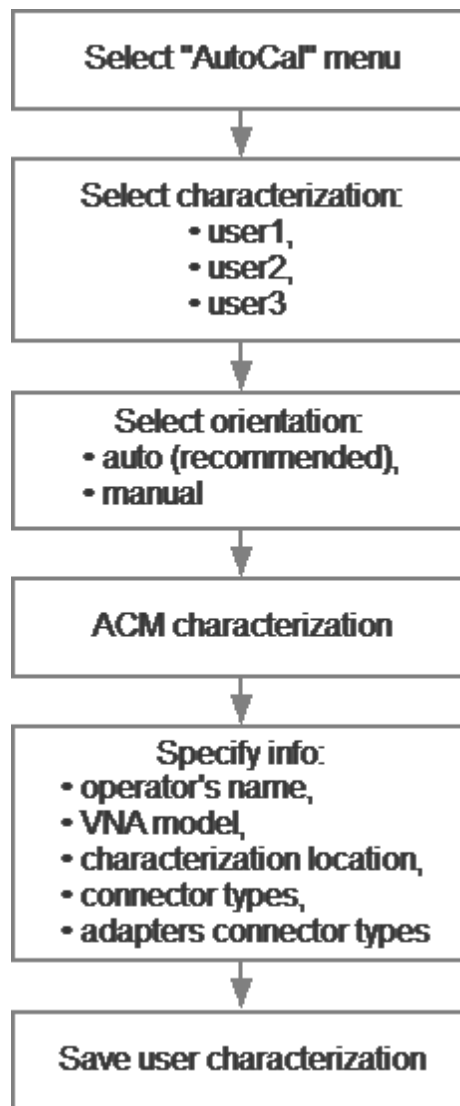 Select "AutoCal" menu
Select characterization:
• user1,
• user2,
• user3
Select orientation:
• auto (recommended),
• manual
ACM characterization
Specify info:
• operator's name,
• VNA model,
• characterization location,
• connector types,
• adapters connector types
Save user characterization